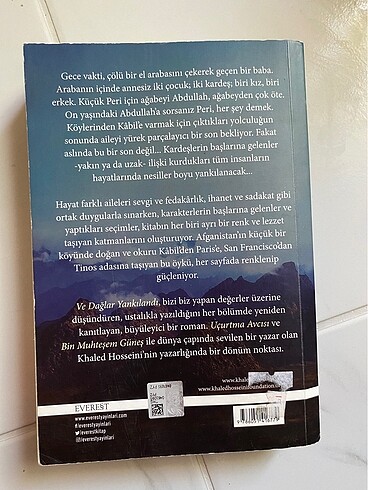 Gece vakti, çölü bir el arabasını çekerek geçen bir baba.
Arabanın içinde annesiz iki çocuk; iki kardeş; biri kız, biri
erkek. Küçük Peri için ağabeyi Abdullah, ağabeyden çok öte.
On yaşındaki Abdullah'a sorsanız Peri, her şey demek.
Köylerinden Kâbil'e varmak için çıktıkları yolculuğun
sonunda aileyi yürek parçalayıcı bir son bekliyor. Fakat
aslında bu bir son değil... Kardeşlerin başlarına gelenler
-yakın ya da uzak- ilişki kurdukları tüm insanların
hayatlarında nesiller boyu yankılanacak...
Hayat farklı aileleri sevgi ve fedakârlık, ihanet ve sadakat gibi
ortak duygularla sınarken, karakterlerin başlarına gelenler ve
yaptıkları seçimler, kitabın her biri ayrı bir renk ve lezzet
taşıyan katmanlarını oluşturuyor. Afganistan'ın küçük bir
köyünde doğan ve okuru Kâbil'den Paris'e, San Francisco'dan
Tinos adasına taşıyan bu öykü, her sayfada renklenip
güçleniyor.
Ve Dağlar Yankılandı, bizi biz yapan değerler üzerine
düşündüren, ustalıkla yazıldığını her bölümde yeniden
kanıtlayan, büyüleyici bir roman. Uçurtma Avcısı ve
Bin Muhteşem Güneş ile dünya çapında sevilen bir yazar olan
Khaled Hosseini'nin yazarlığında bir dönüm noktası.
www.khaled
www.khaledhosseinifoundation
EVEREST
www.everestyayinlari.com
/everestyayinlari
/everestkitap
/everestyayinlari